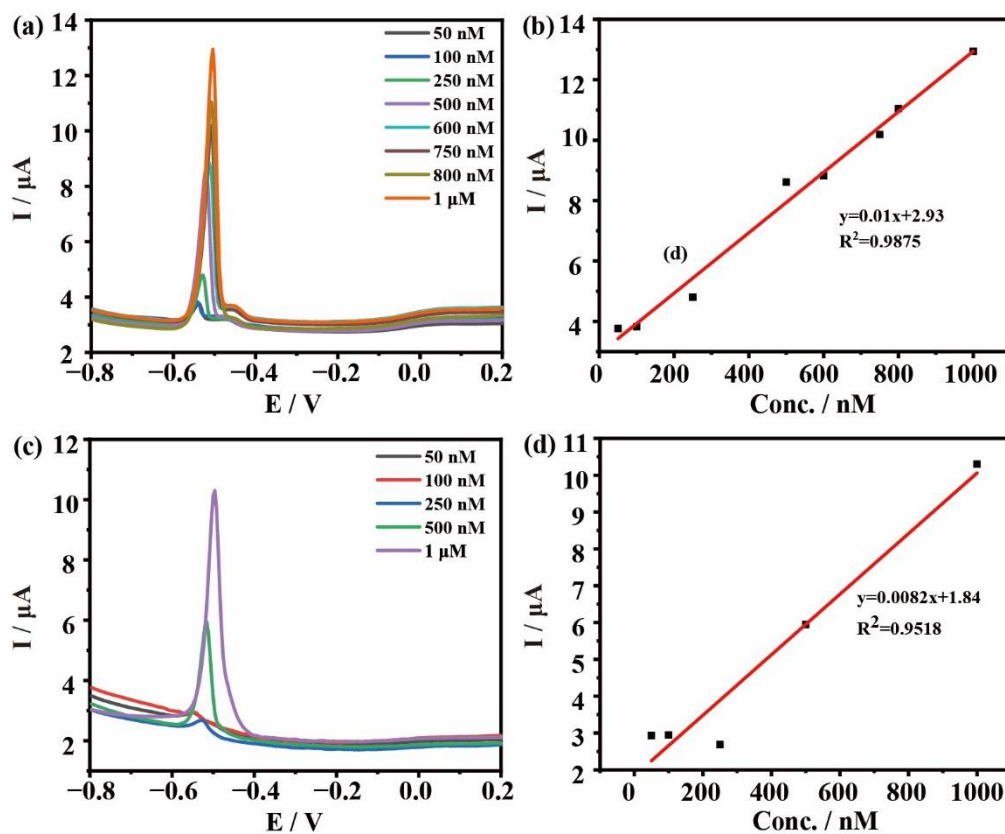 (a)
14
12
10
8
6
4
2
I / μA
−0.8
−0.6
−0.4
−0.2
0.0
0.2
E / V
50 nM
100 nM
250 nM
500 nM
600 nM
750 nM
800 nM
1 μM
(b)
14
12
10
8
6
4
I / μA
0
200
400
600
800
1000
Conc. / nM
(d)
y=0.01x+2.93
R²=0.9875
(c)
12
10
8
6
4
2
I / μA
−0.8
−0.6
−0.4
−0.2
0.0
0.2
E / V
50 nM
100 nM
250 nM
500 nM
1 μM
(d)
11
10
9
8
7
6
5
4
3
2
I / μA
0
200
400
600
800
1000
Conc. / nM
y=0.0082x+1.84
R²=0.9518